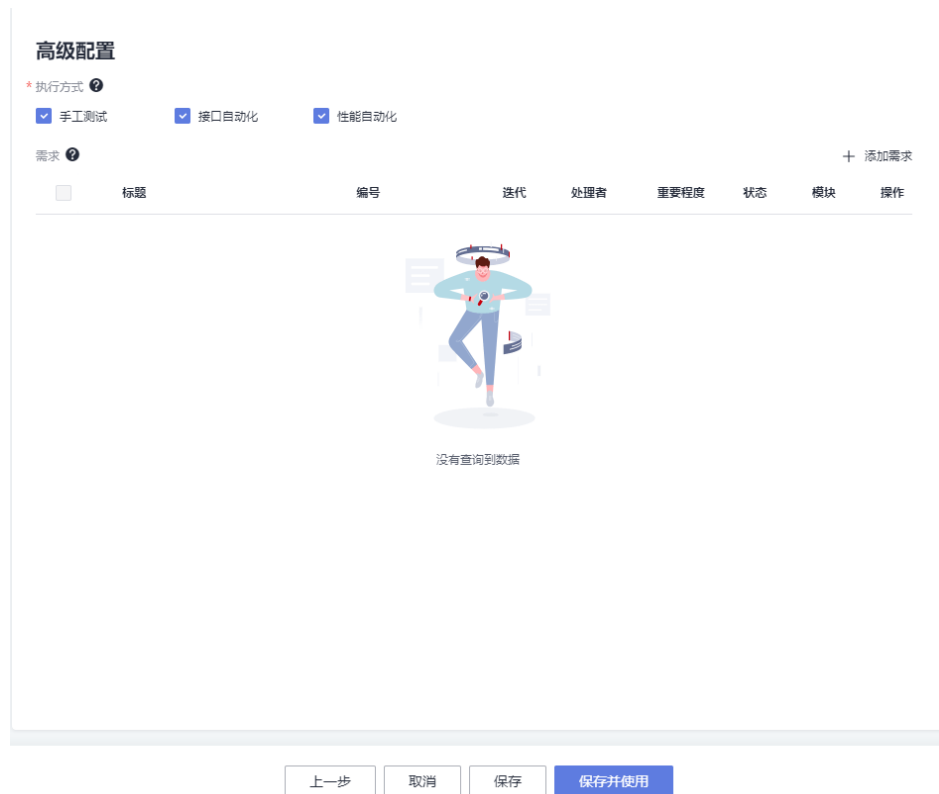 高级配置
* 执行方式 ?
手工测试 接口自动化 性能自动化
需求 ? + 添加需求
标题 编号 迭代 处理者 重要程度 状态 模块 操作
没有查询到数据
上一步 取消 保存 保存并使用